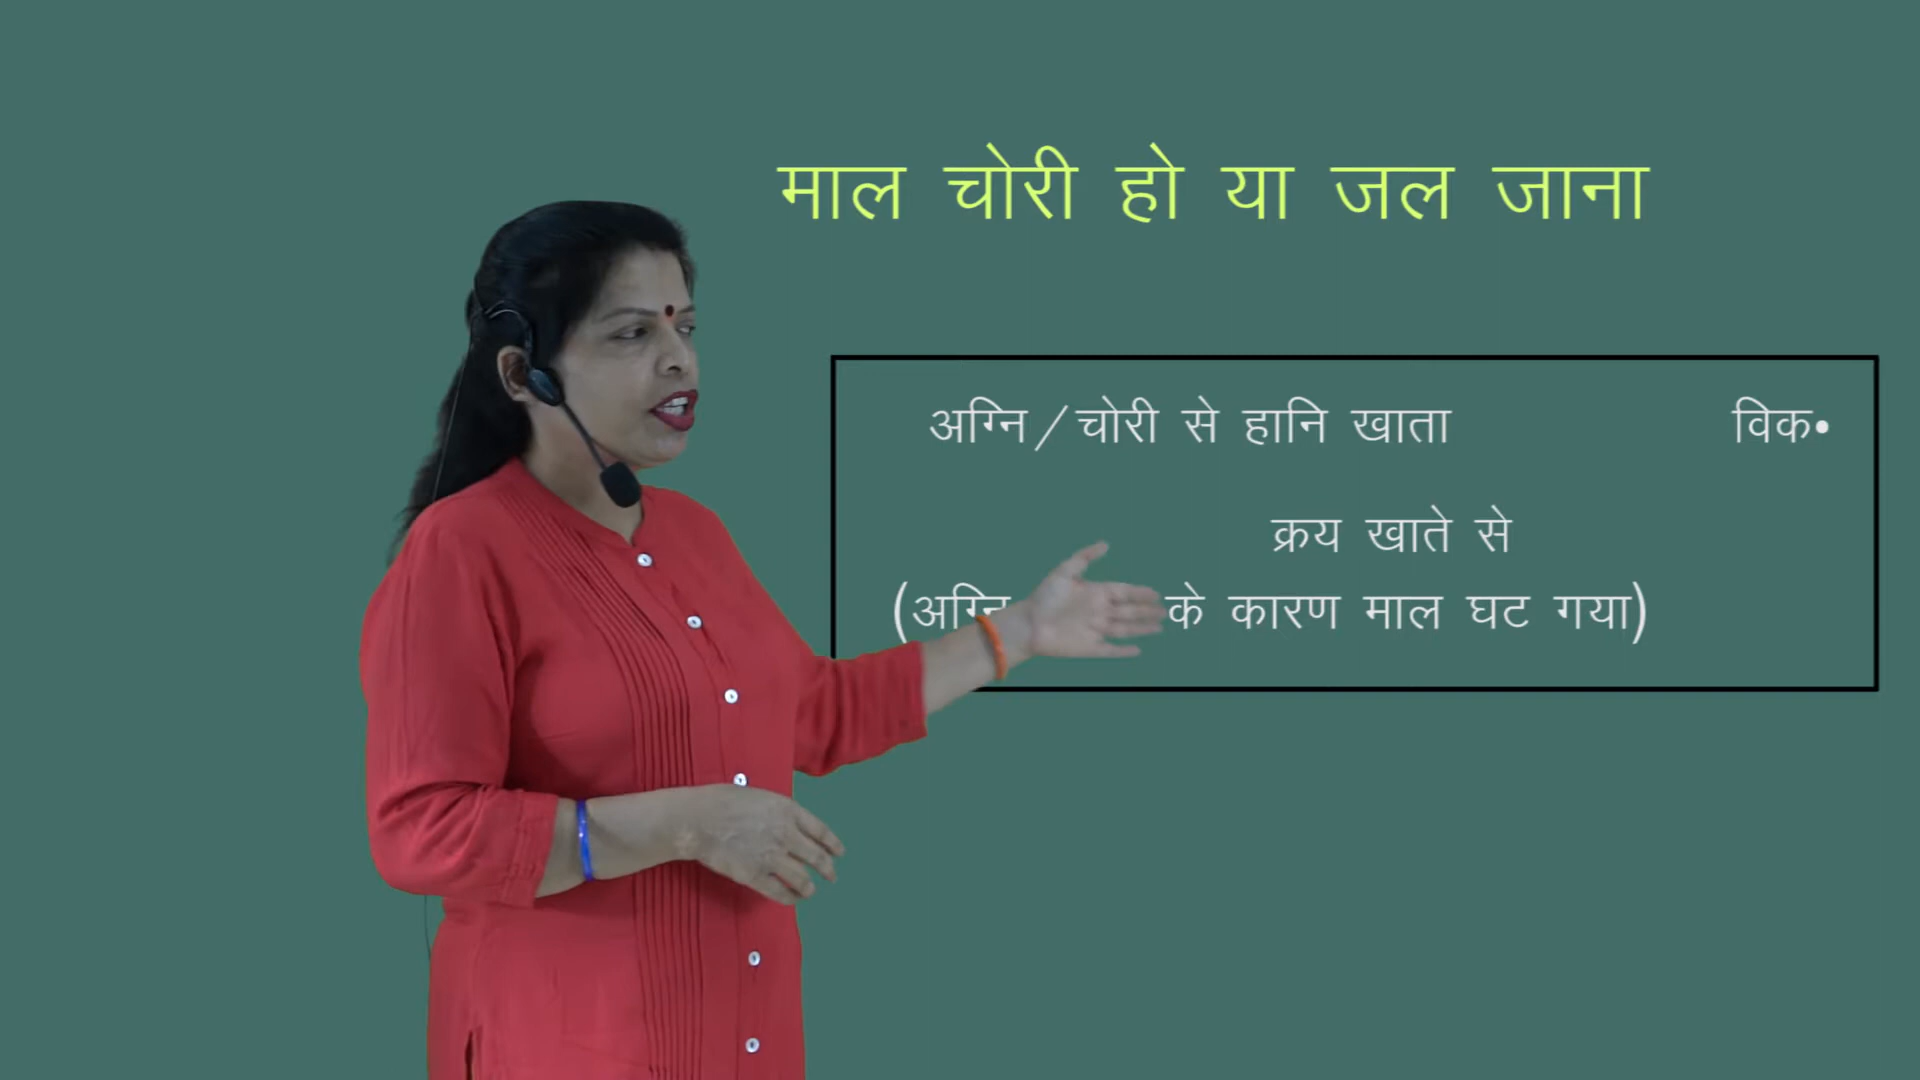 माल चोरी हो या जल जाना
अग्नि/चोरी से हानि खाता विक•
क्रय खाते से
(अग्नि के कारण माल घट गया)